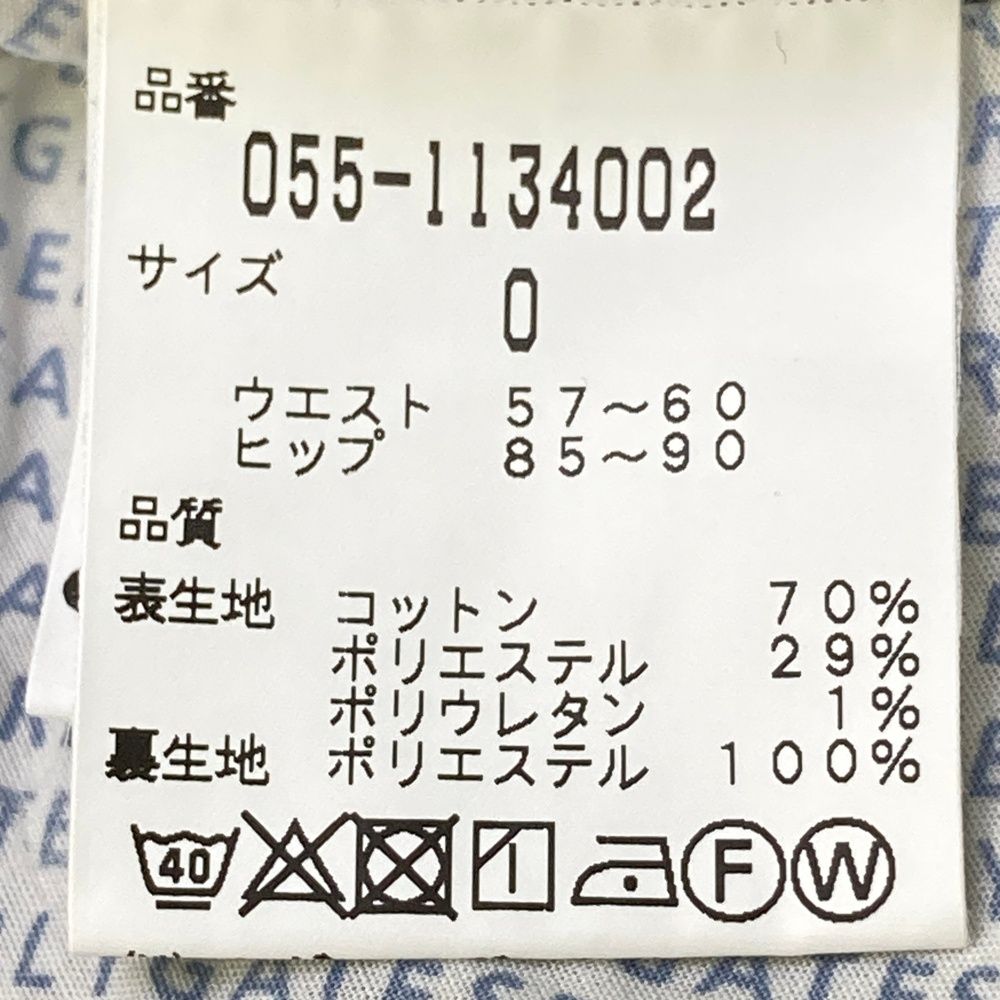 品番
055-1134002
サイズ
0
ウエスト 57～60
ヒップ 85～90
品質
表生地 コットン 70%
ポリエステル 29%
ポリウレタン 1%
裏生地 ポリエステル 100%
40 F W
LLIGATES